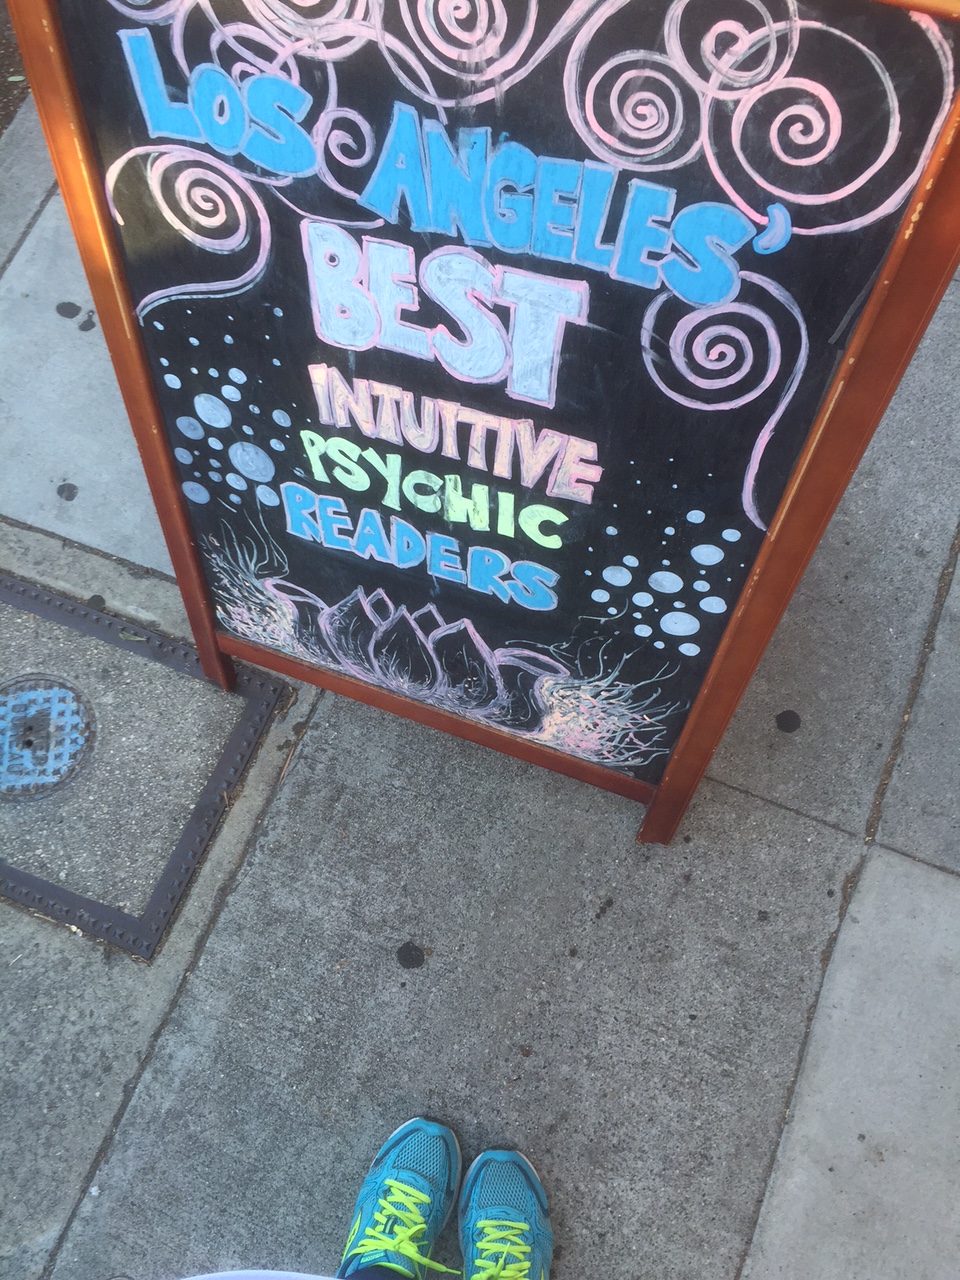 LOS ANGELES'
BEST
INTUITIVE
PSYCHIC
READERS